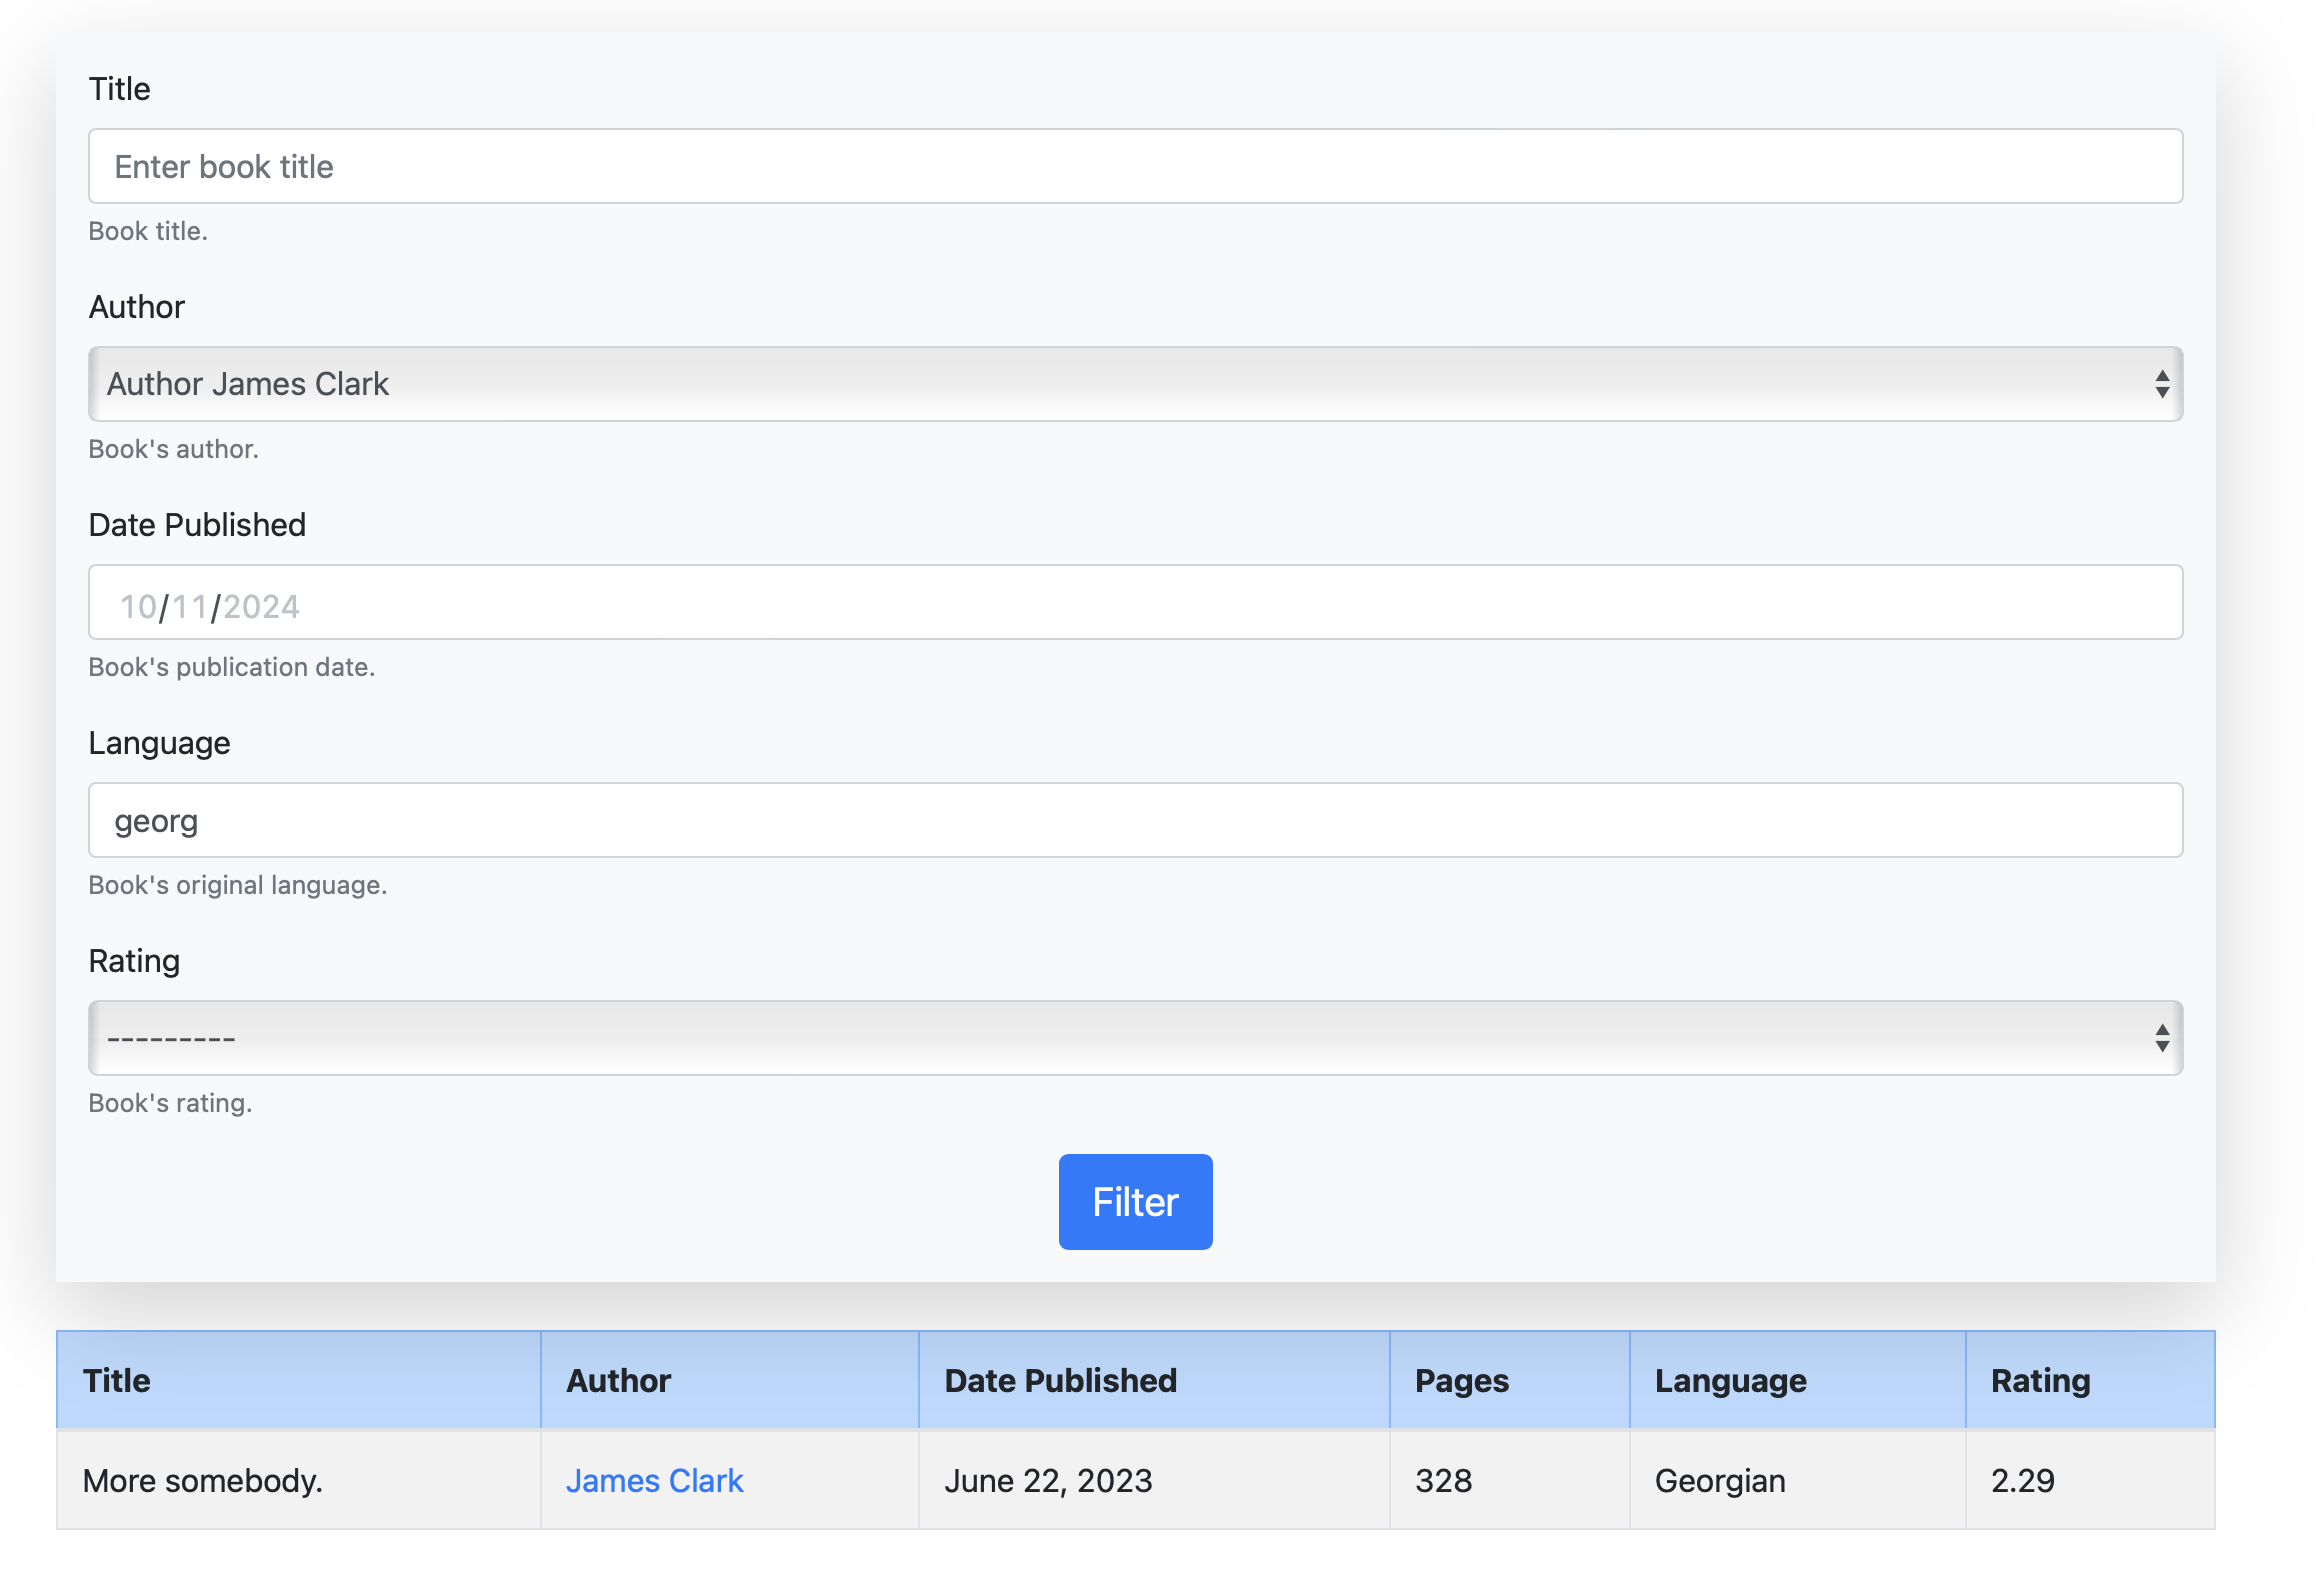 Title
Enter book title
Book title.
Author
Author James Clark
Book's author.
Date Published
10/11/2024
Book's publication date.
Language
georg
Book's original language.
Rating
---------
Book's rating.
Filter
Title Author Date Published Pages Language Rating
More somebody. James Clark June 22, 2023 328 Georgian 2.29